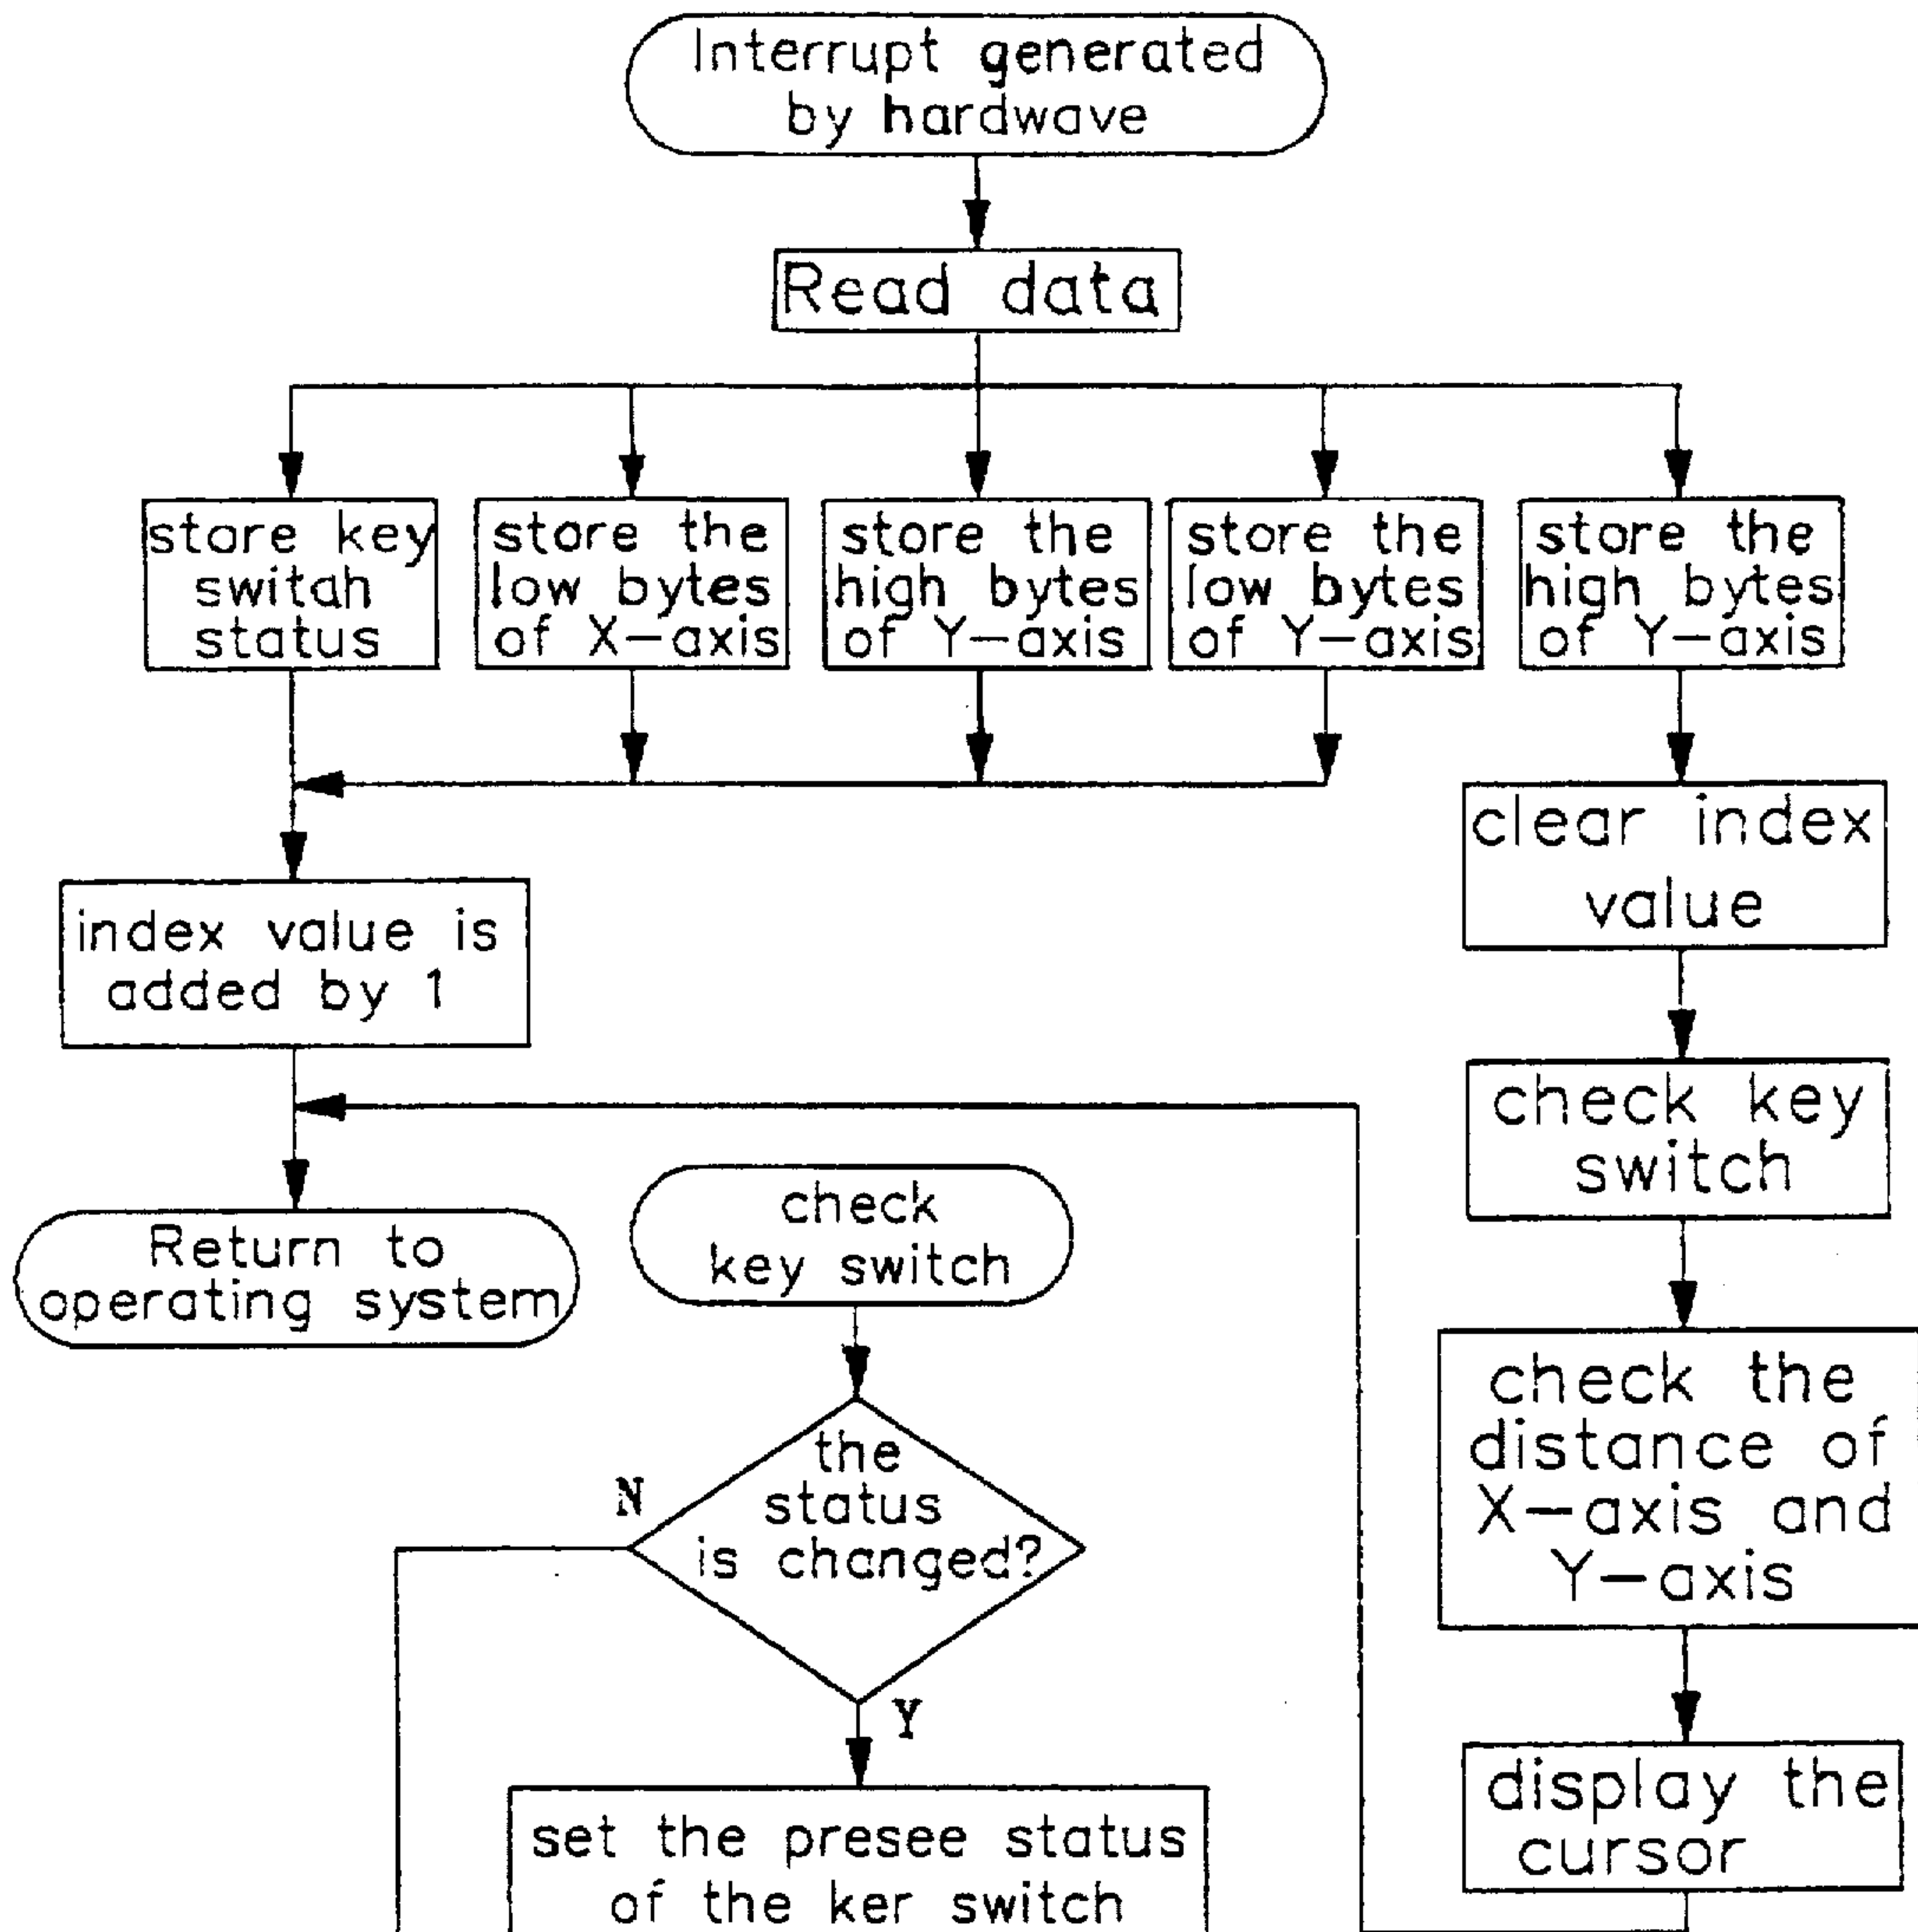 Interrupt generated
by hardwave
Read data
store key
switah
status
store the
low bytes
of X-axis
store the
high bytes
of Y-axis
store the
low bytes
of Y-axis
store the
high bytes
of Y-axis
clear index
value
index value is
added by 1
check key
switch
Return to
operating system
check
key switch
check the
distance of
X-axis and
Y-axis
the
status
is changed?
N
Y
display the
cursor
set the presee status
of the ker switch